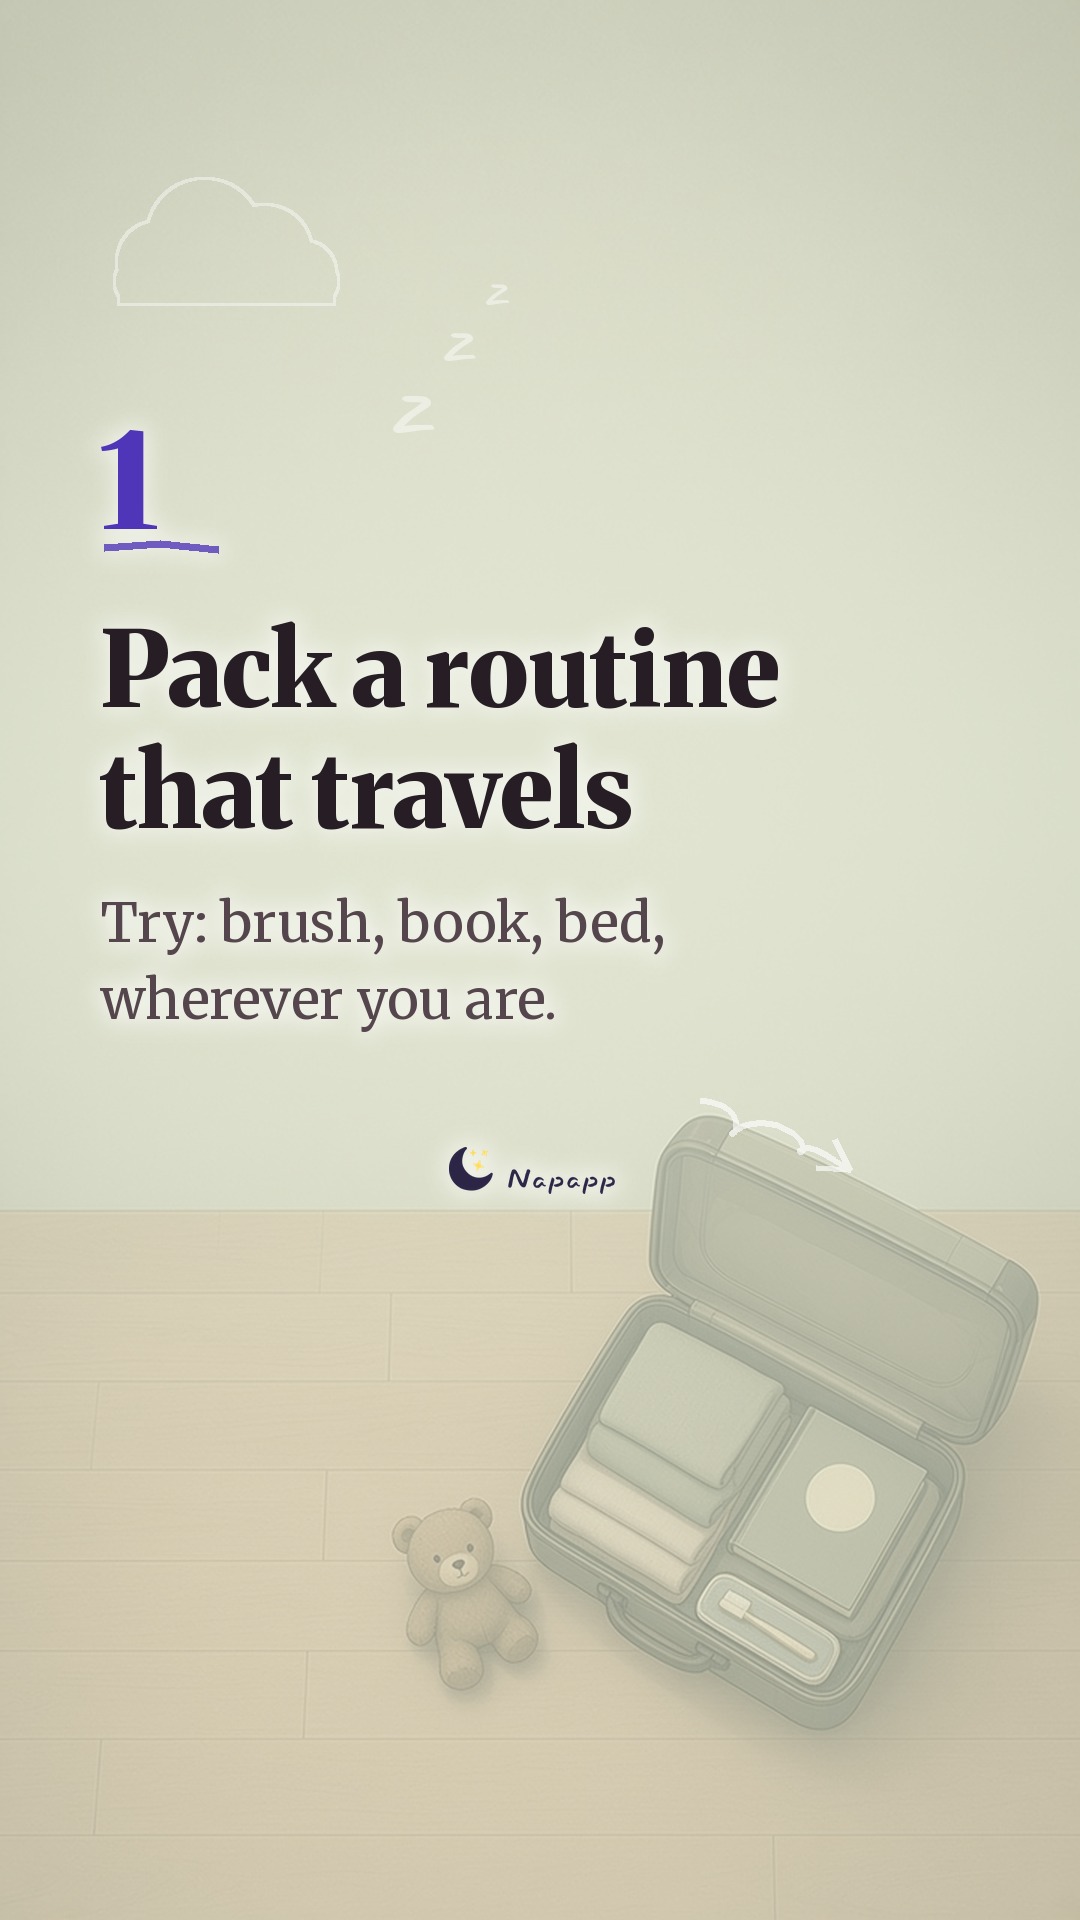 z
z
z
1
Pack a routine
that travels
Try: brush, book, bed,
wherever you are.
Napapp